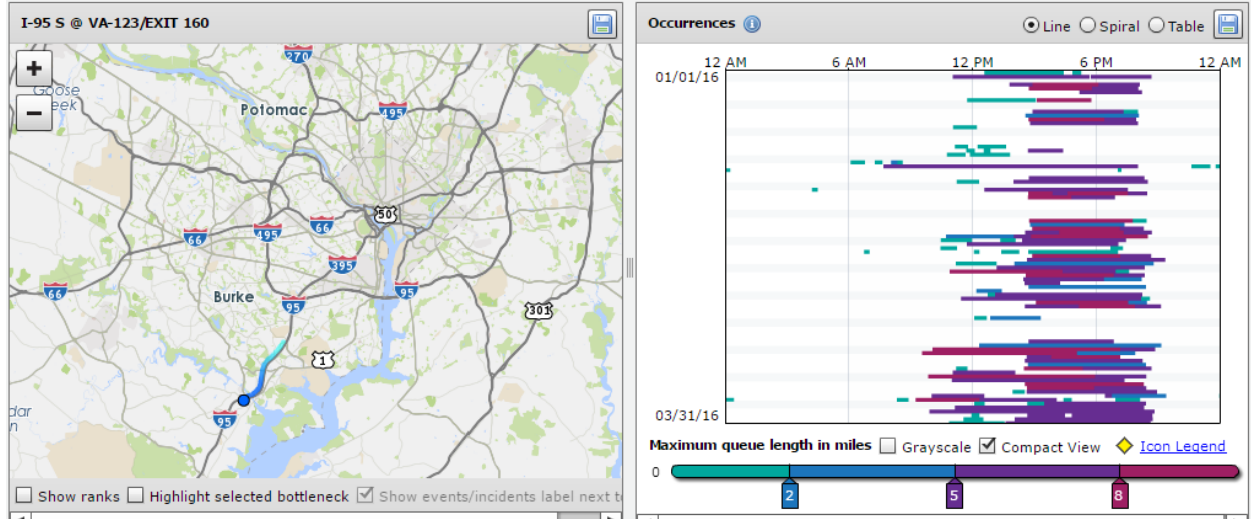 I-95 S @ VA-123/EXIT 160
+
−
270
Goose
eek
Potomac
495
50
66
495
66
395
66
Burke
95
95
301
1
dar
n
95
Show ranks Highlight selected bottleneck Show events/incidents label next t
Occurrences
Line Spiral Table
12 AM 6 AM 12 PM 6 PM 12 AM
01/01/16
03/31/16
Maximum queue length in miles Grayscale Compact View Icon Legend
0
2 5 8